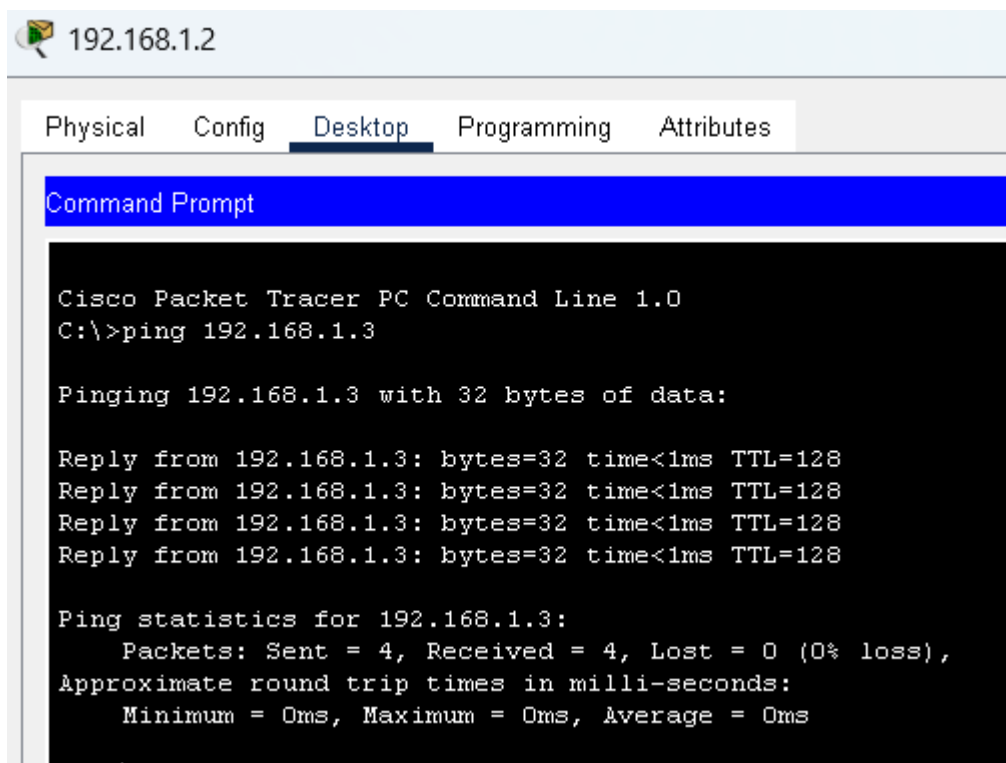 192.168.1.2
Physical Config Desktop Programming Attributes
Command Prompt
Cisco Packet Tracer PC Command Line 1.0
C:\>ping 192.168.1.3
Pinging 192.168.1.3 with 32 bytes of data:
Reply from 192.168.1.3: bytes=32 time<1ms TTL=128
Reply from 192.168.1.3: bytes=32 time<1ms TTL=128
Reply from 192.168.1.3: bytes=32 time<1ms TTL=128
Reply from 192.168.1.3: bytes=32 time<1ms TTL=128
Ping statistics for 192.168.1.3:
Packets: Sent = 4, Received = 4, Lost = 0 (0% loss),
Approximate round trip times in milli-seconds:
Minimum = 0ms, Maximum = 0ms, Average = 0ms